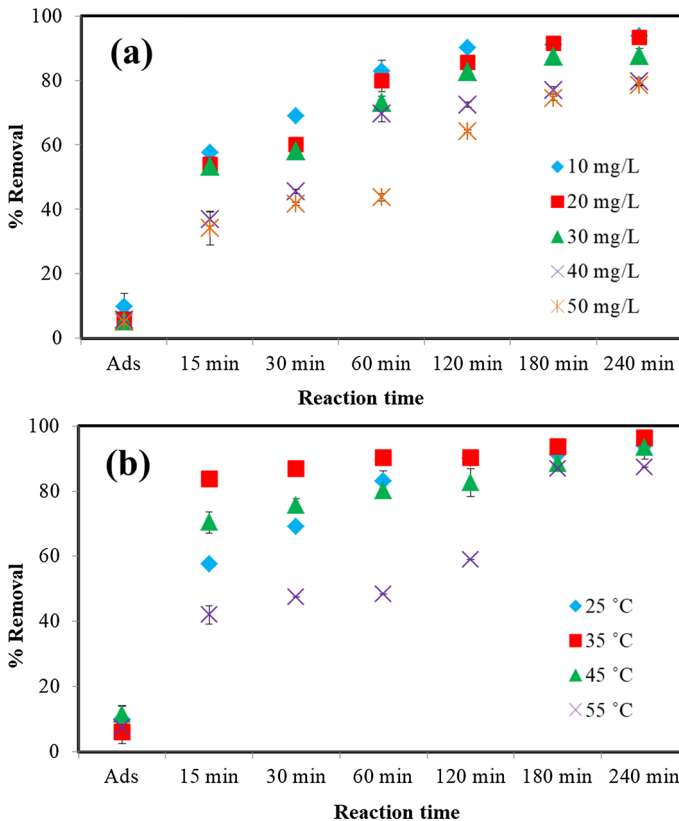 (a)
% Removal
100
80
60
40
20
0
10 mg/L
20 mg/L
30 mg/L
40 mg/L
50 mg/L
Ads 15 min 30 min 60 min 120 min 180 min 240 min
Reaction time
(b)
% Removal
100
80
60
40
20
0
25 ˚C
35 ˚C
45 ˚C
55 ˚C
Ads 15 min 30 min 60 min 120 min 180 min 240 min
Reaction time